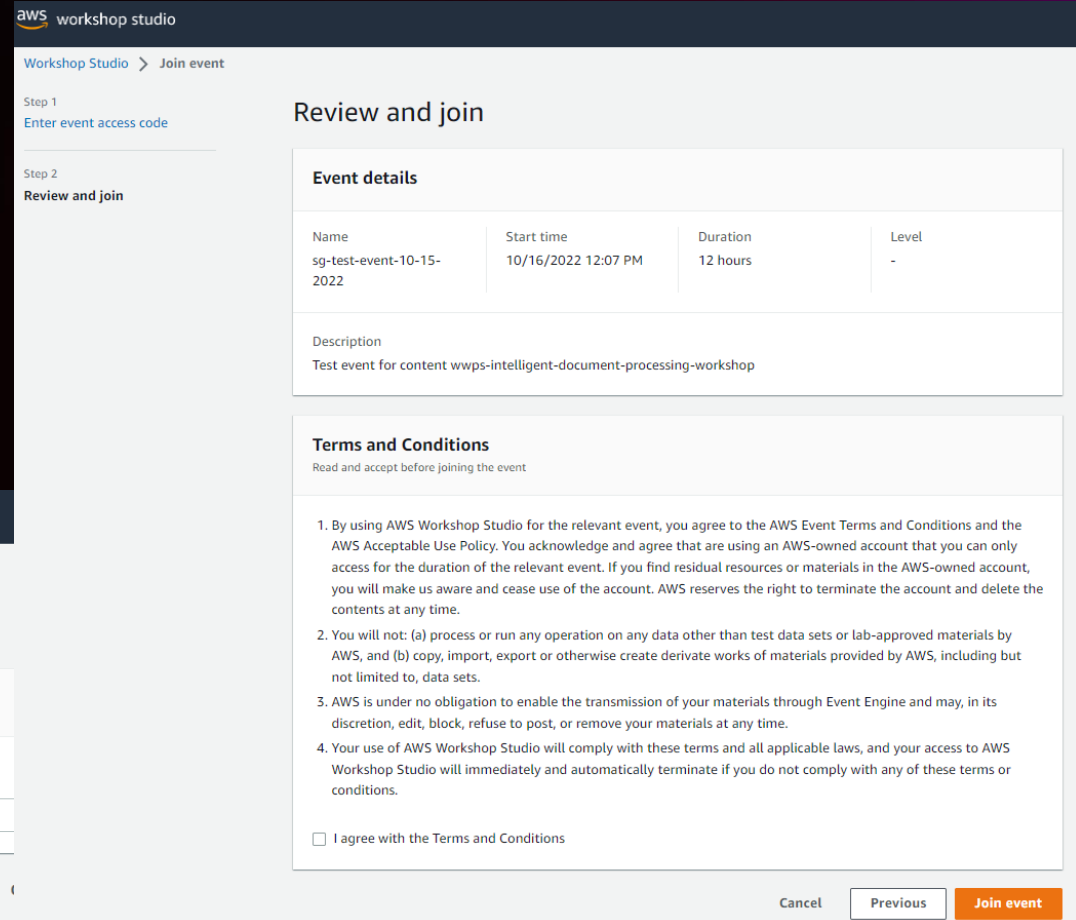 aws workshop studio
Workshop Studio > Join event
Step 1
Enter event access code
Step 2
Review and join
Review and join
Event details
Name
sg-test-event-10-15-
2022
Start time
10/16/2022 12:07 PM
Duration
12 hours
Level
-
Description
Test event for content wwps-intelligent-document-processing-workshop
Terms and Conditions
Read and accept before joining the event
1. By using AWS Workshop Studio for the relevant event, you agree to the AWS Event Terms and Conditions and the
AWS Acceptable Use Policy. You acknowledge and agree that are using an AWS-owned account that you can only
access for the duration of the relevant event. If you find residual resources or materials in the AWS-owned account,
you will make us aware and cease use of the account. AWS reserves the right to terminate the account and delete the
contents at any time.
2. You will not: (a) process or run any operation on any data other than test data sets or lab-approved materials by
AWS, and (b) copy, import, export or otherwise create derivate works of materials provided by AWS, including but
not limited to, data sets.
3. AWS is under no obligation to enable the transmission of your materials through Event Engine and may, in its
discretion, edit, block, refuse to post, or remove your materials at any time.
4. Your use of AWS Workshop Studio will comply with these terms and all applicable laws, and your access to AWS
Workshop Studio will immediately and automatically terminate if you do not comply with any of these terms or
conditions.
I agree with the Terms and Conditions
Cancel
Previous
Join event